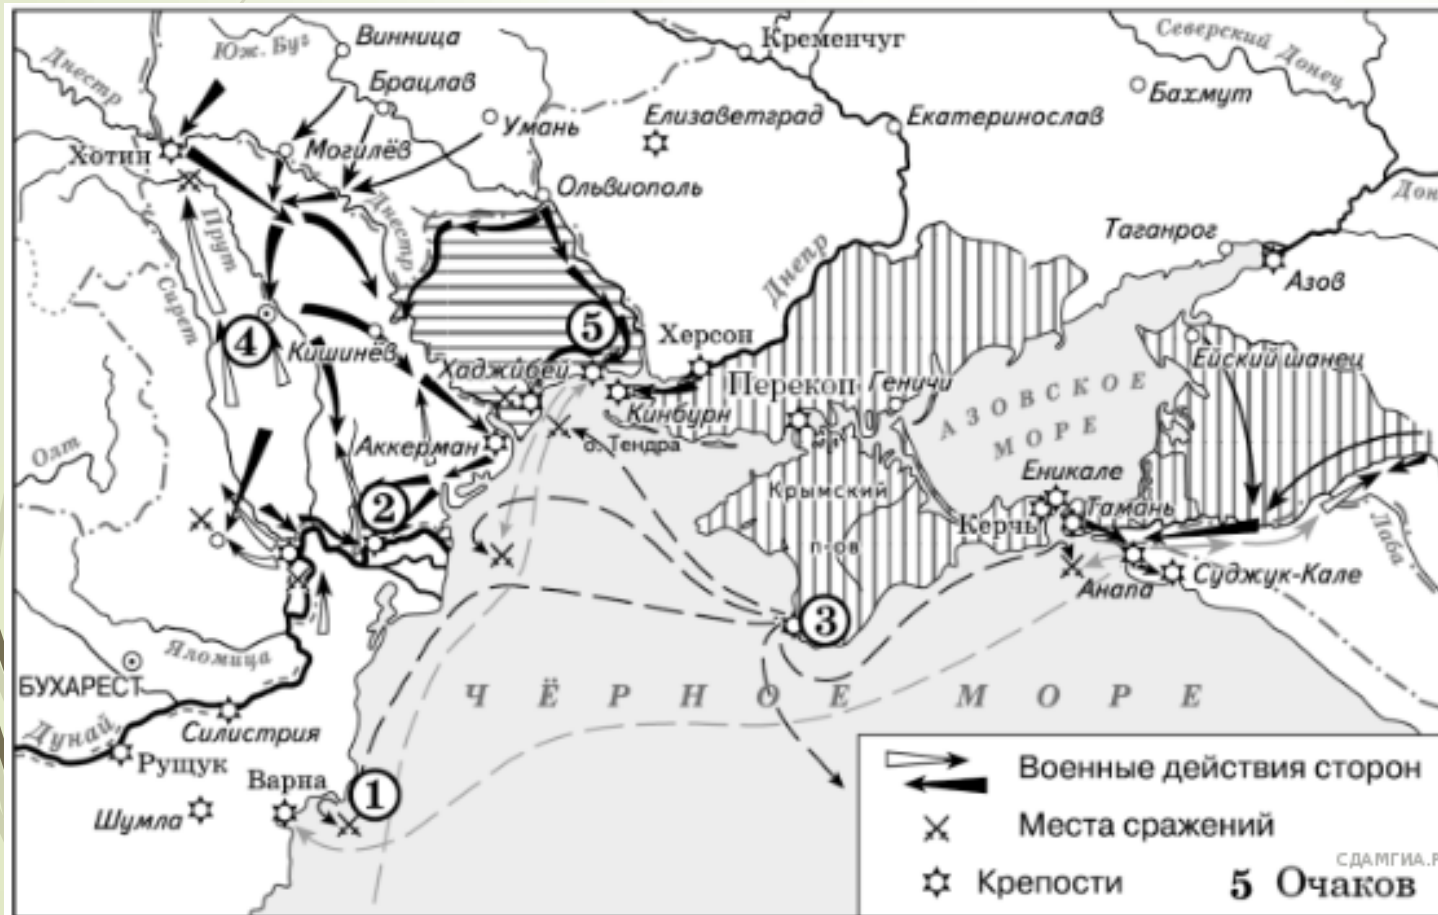 Винница
Кременчуг
Северский Донец
Юж. Буг
Днестр
Брацлав
Бахмут
Умань
Елизаветград
Екатеринослав
Хотин
Могилёв
Ольвиополь
Дон
Днестр
Прут
Таганрог
Днепр
Азов
Сирет
5
4
Кишинёв
Херсон
Ейский шанец
Хаджибей
Перекоп
Геничи
АЗОВСКОЕ
МОРЕ
Кинбурн
Аккерман
о. Тендра
Олт
Еникале
2
Крымский
п-ов
Керчь
Тамань
Лаба
Суджук-Кале
Анапа
3
Яломица
БУХАРЕСТ
ЧЁРНОЕ МОРЕ
Силистрия
Дунай
Рущук
Варна
1
Шумла
Военные действия сторон
Места сражений
СДАМГИА.Р
Крепости
5 Очаков